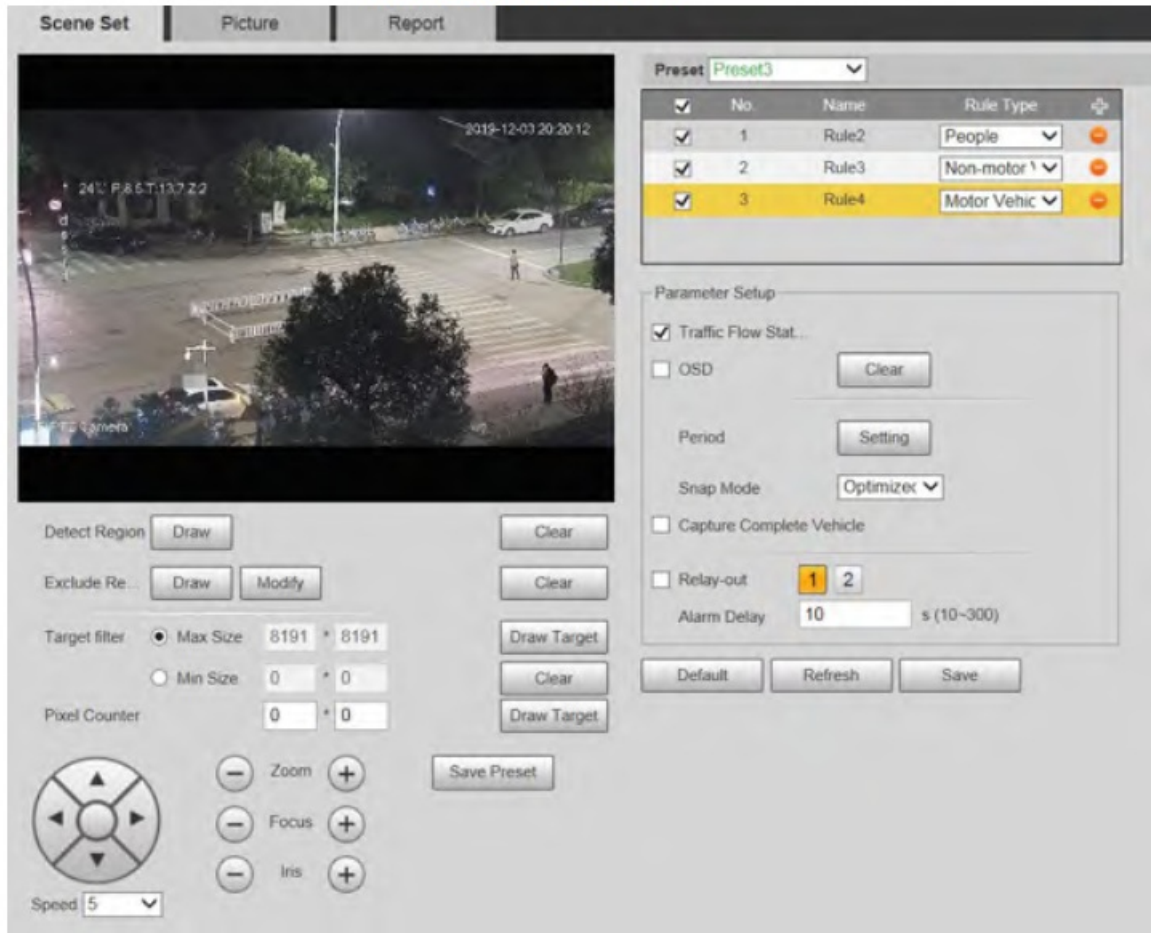 Scene Set Picture Report
2019-12-03 20:20:12
Preset Preset3
No. Name Rule Type
1 Rule2 People
2 Rule3 Non-motor
3 Rule4 Motor Vehic
Parameter Setup
Traffic Flow Stat...
OSD Clear
Period Setting
Snap Mode Optimized
Capture Complete Vehicle
Relay-out 1 2
Alarm Delay 10 s (10~300)
Default Refresh Save
Detect Region Draw Clear
Exclude Re... Draw Modify Clear
Target filter Max Size 8191 * 8191 Draw Target
Min Size 0 * 0 Clear
Pixel Counter 0 * 0 Draw Target
Zoom Save Preset
Focus
Iris
Speed 5